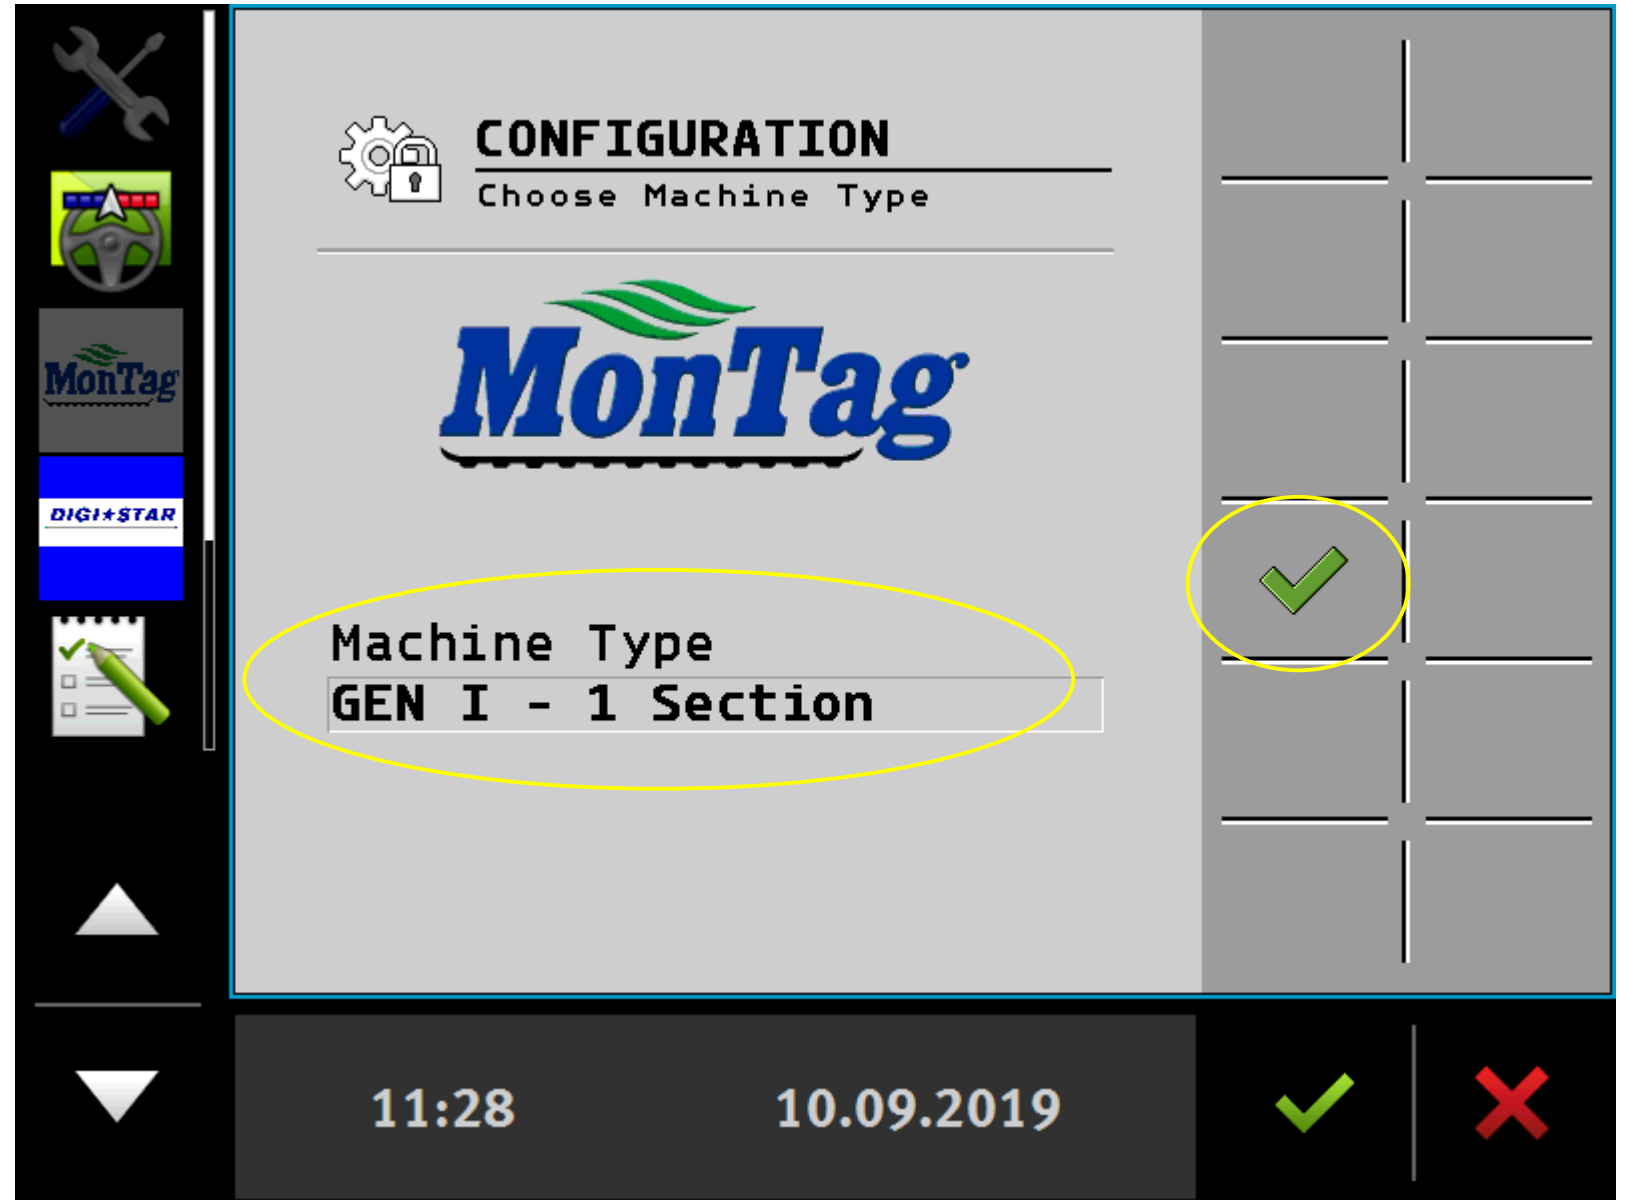 CONFIGURATION
Choose Machine Type
MonTag
MonTag
DIGI★STAR
Machine Type
GEN I - 1 Section
11:28 10.09.2019